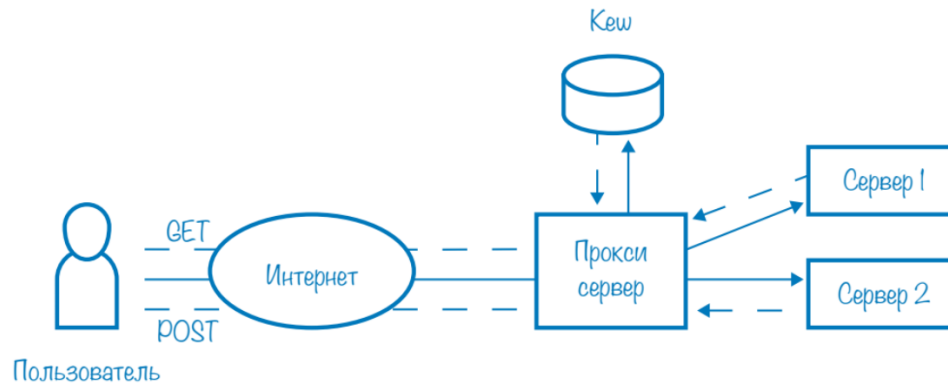 Кеш
Сервер 1
GET
Прокси
сервер
Интернет
Сервер 2
POST
Пользователь